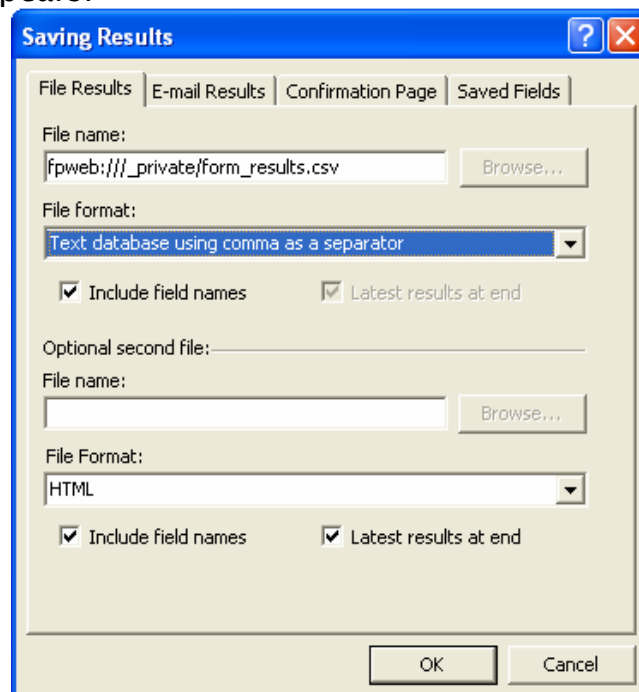 Saving Results
File Results E-mail Results Confirmation Page Saved Fields
File name:
fpweb:///_private/form_results.csv Browse...
File format:
Text database using comma as a separator
Include field names Latest results at end
Optional second file:
File name:
Browse...
File Format:
HTML
Include field names Latest results at end
OK Cancel